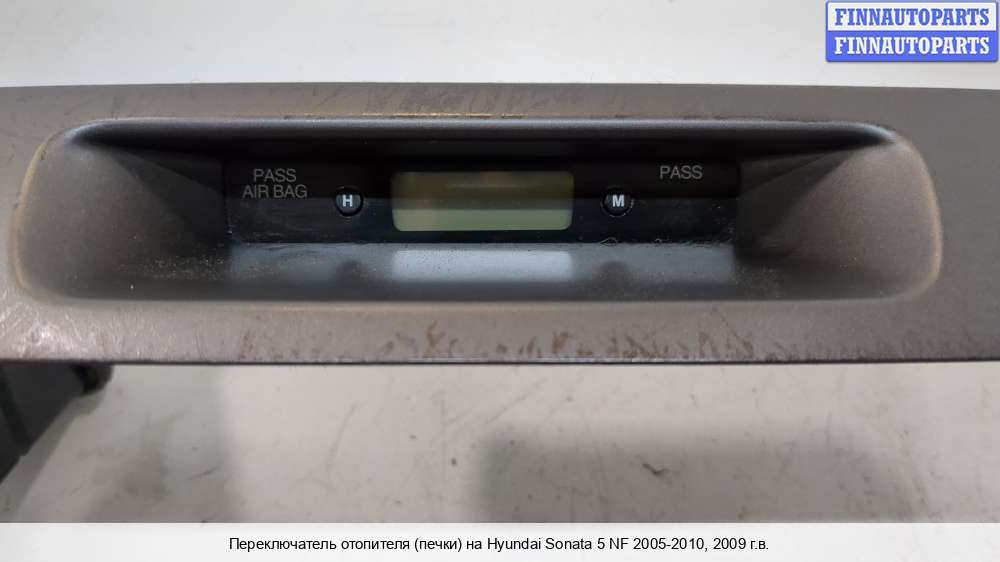 FINNAUTOPARTS
FINNAUTOPARTS
PASS
AIR BAG
H
M
PASS
Переключатель отопителя (печки) на Hyundai Sonata 5 NF 2005-2010, 2009 г.в.